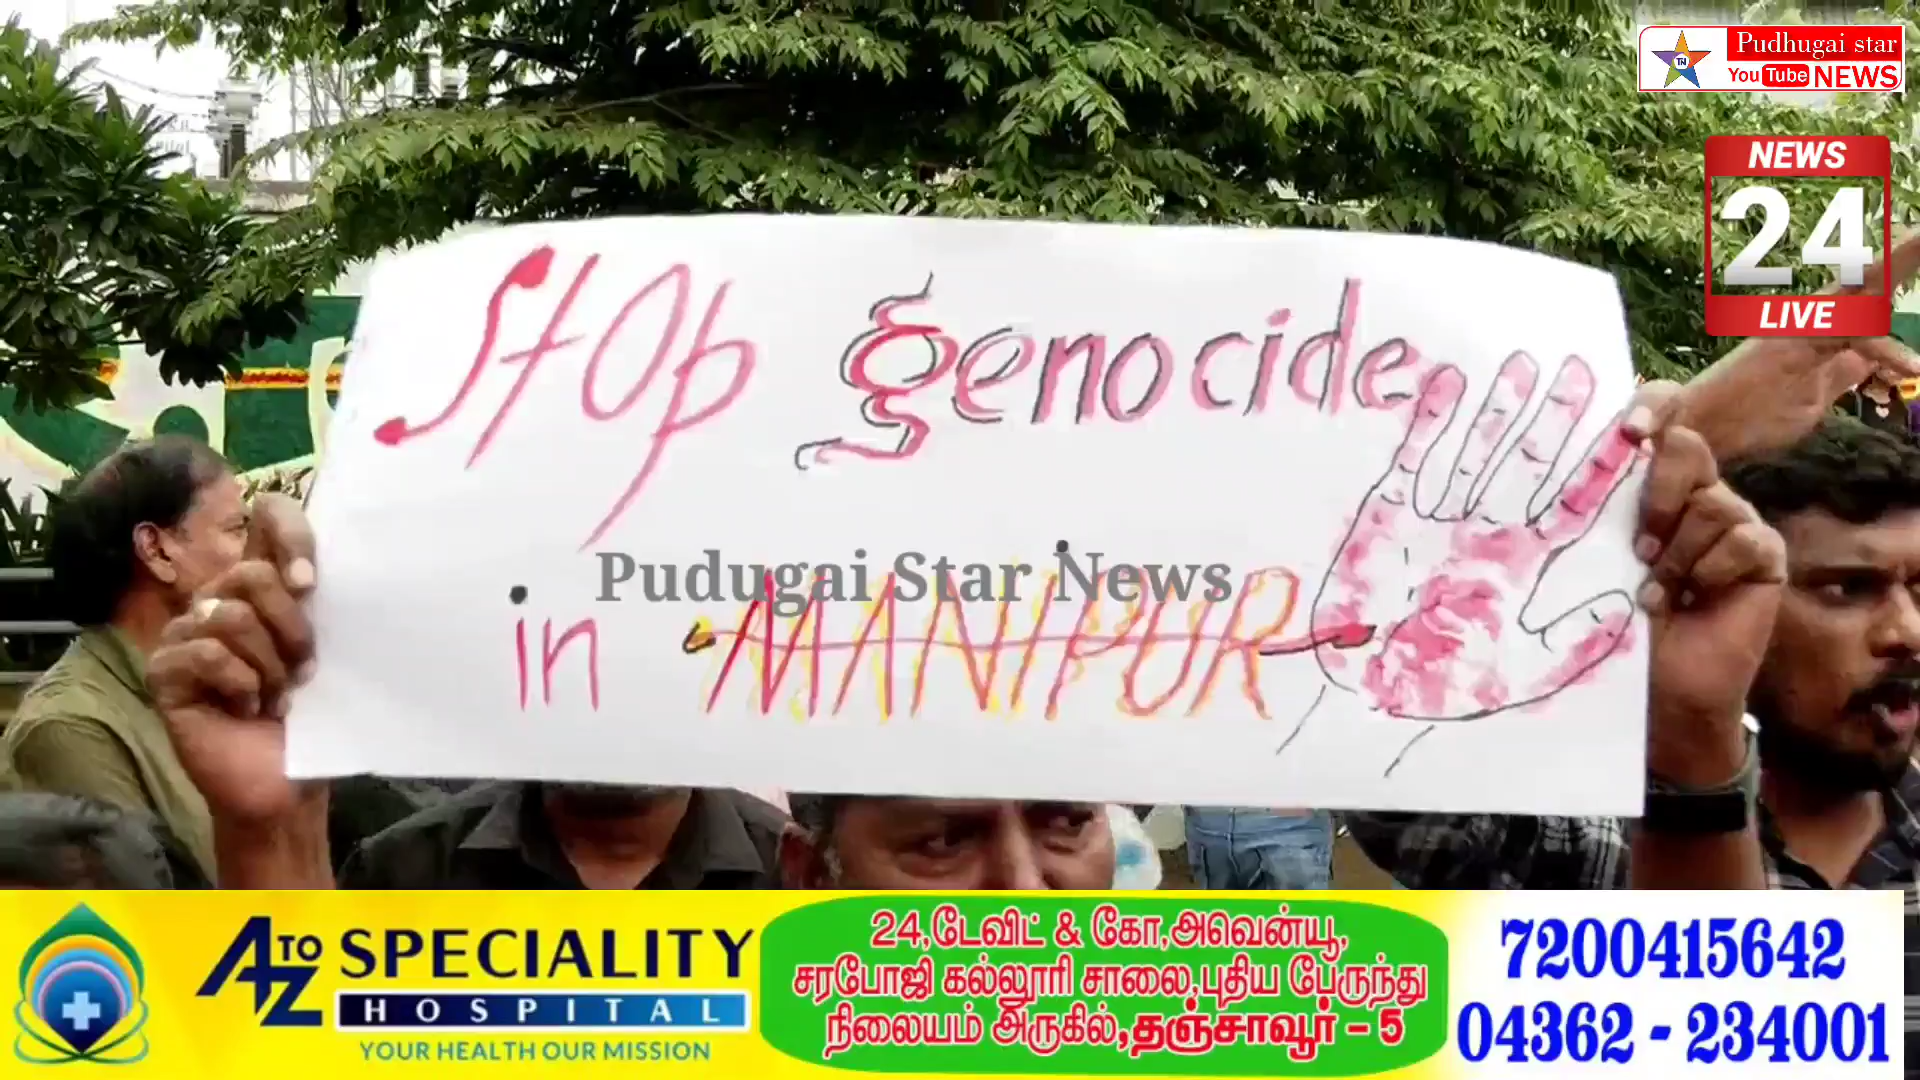 Pudhugai star
You Tube NEWS
TN
NEWS
24
LIVE
Stop genocide
in MANIPUR
Pudugai Star News
A TO Z SPECIALITY
HOSPITAL
YOUR HEALTH OUR MISSION
24,டேவிட் & கோ,அவென்யூ,
சரபோஜி கல்லூரி சாலை,புதிய பேருந்து
நிலையம் அருகில்,தஞ்சாவூர் – 5
7200415642
04362 - 234001